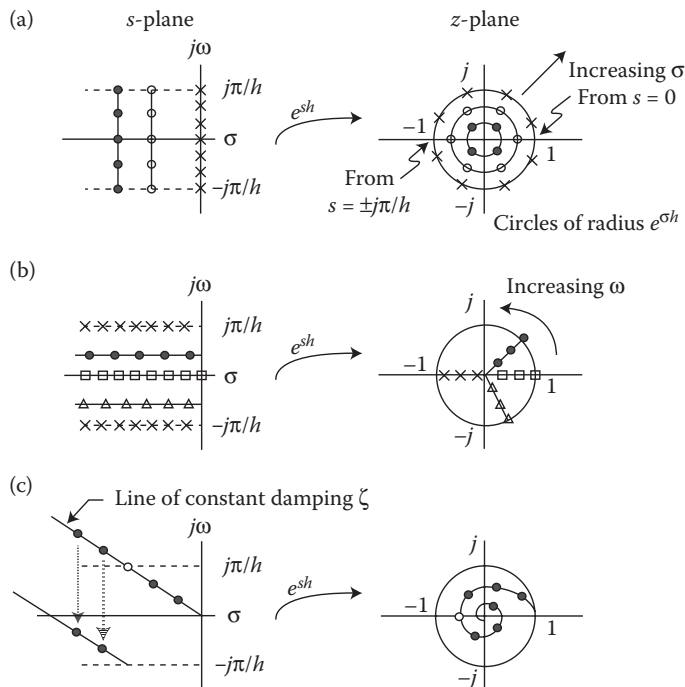 (a)
s-plane
z-plane
jω
jπ/h
σ
−jπ/h
e^{sh}
j
Increasing σ
From s = 0
−1
1
From
s = ±jπ/h
−j
Circles of radius e^{σh}
(b)
jω
jπ/h
σ
−jπ/h
e^{sh}
j
Increasing ω
−1
1
−j
(c)
Line of constant damping ζ
jω
jπ/h
σ
−jπ/h
e^{sh}
j
−1
1
−j